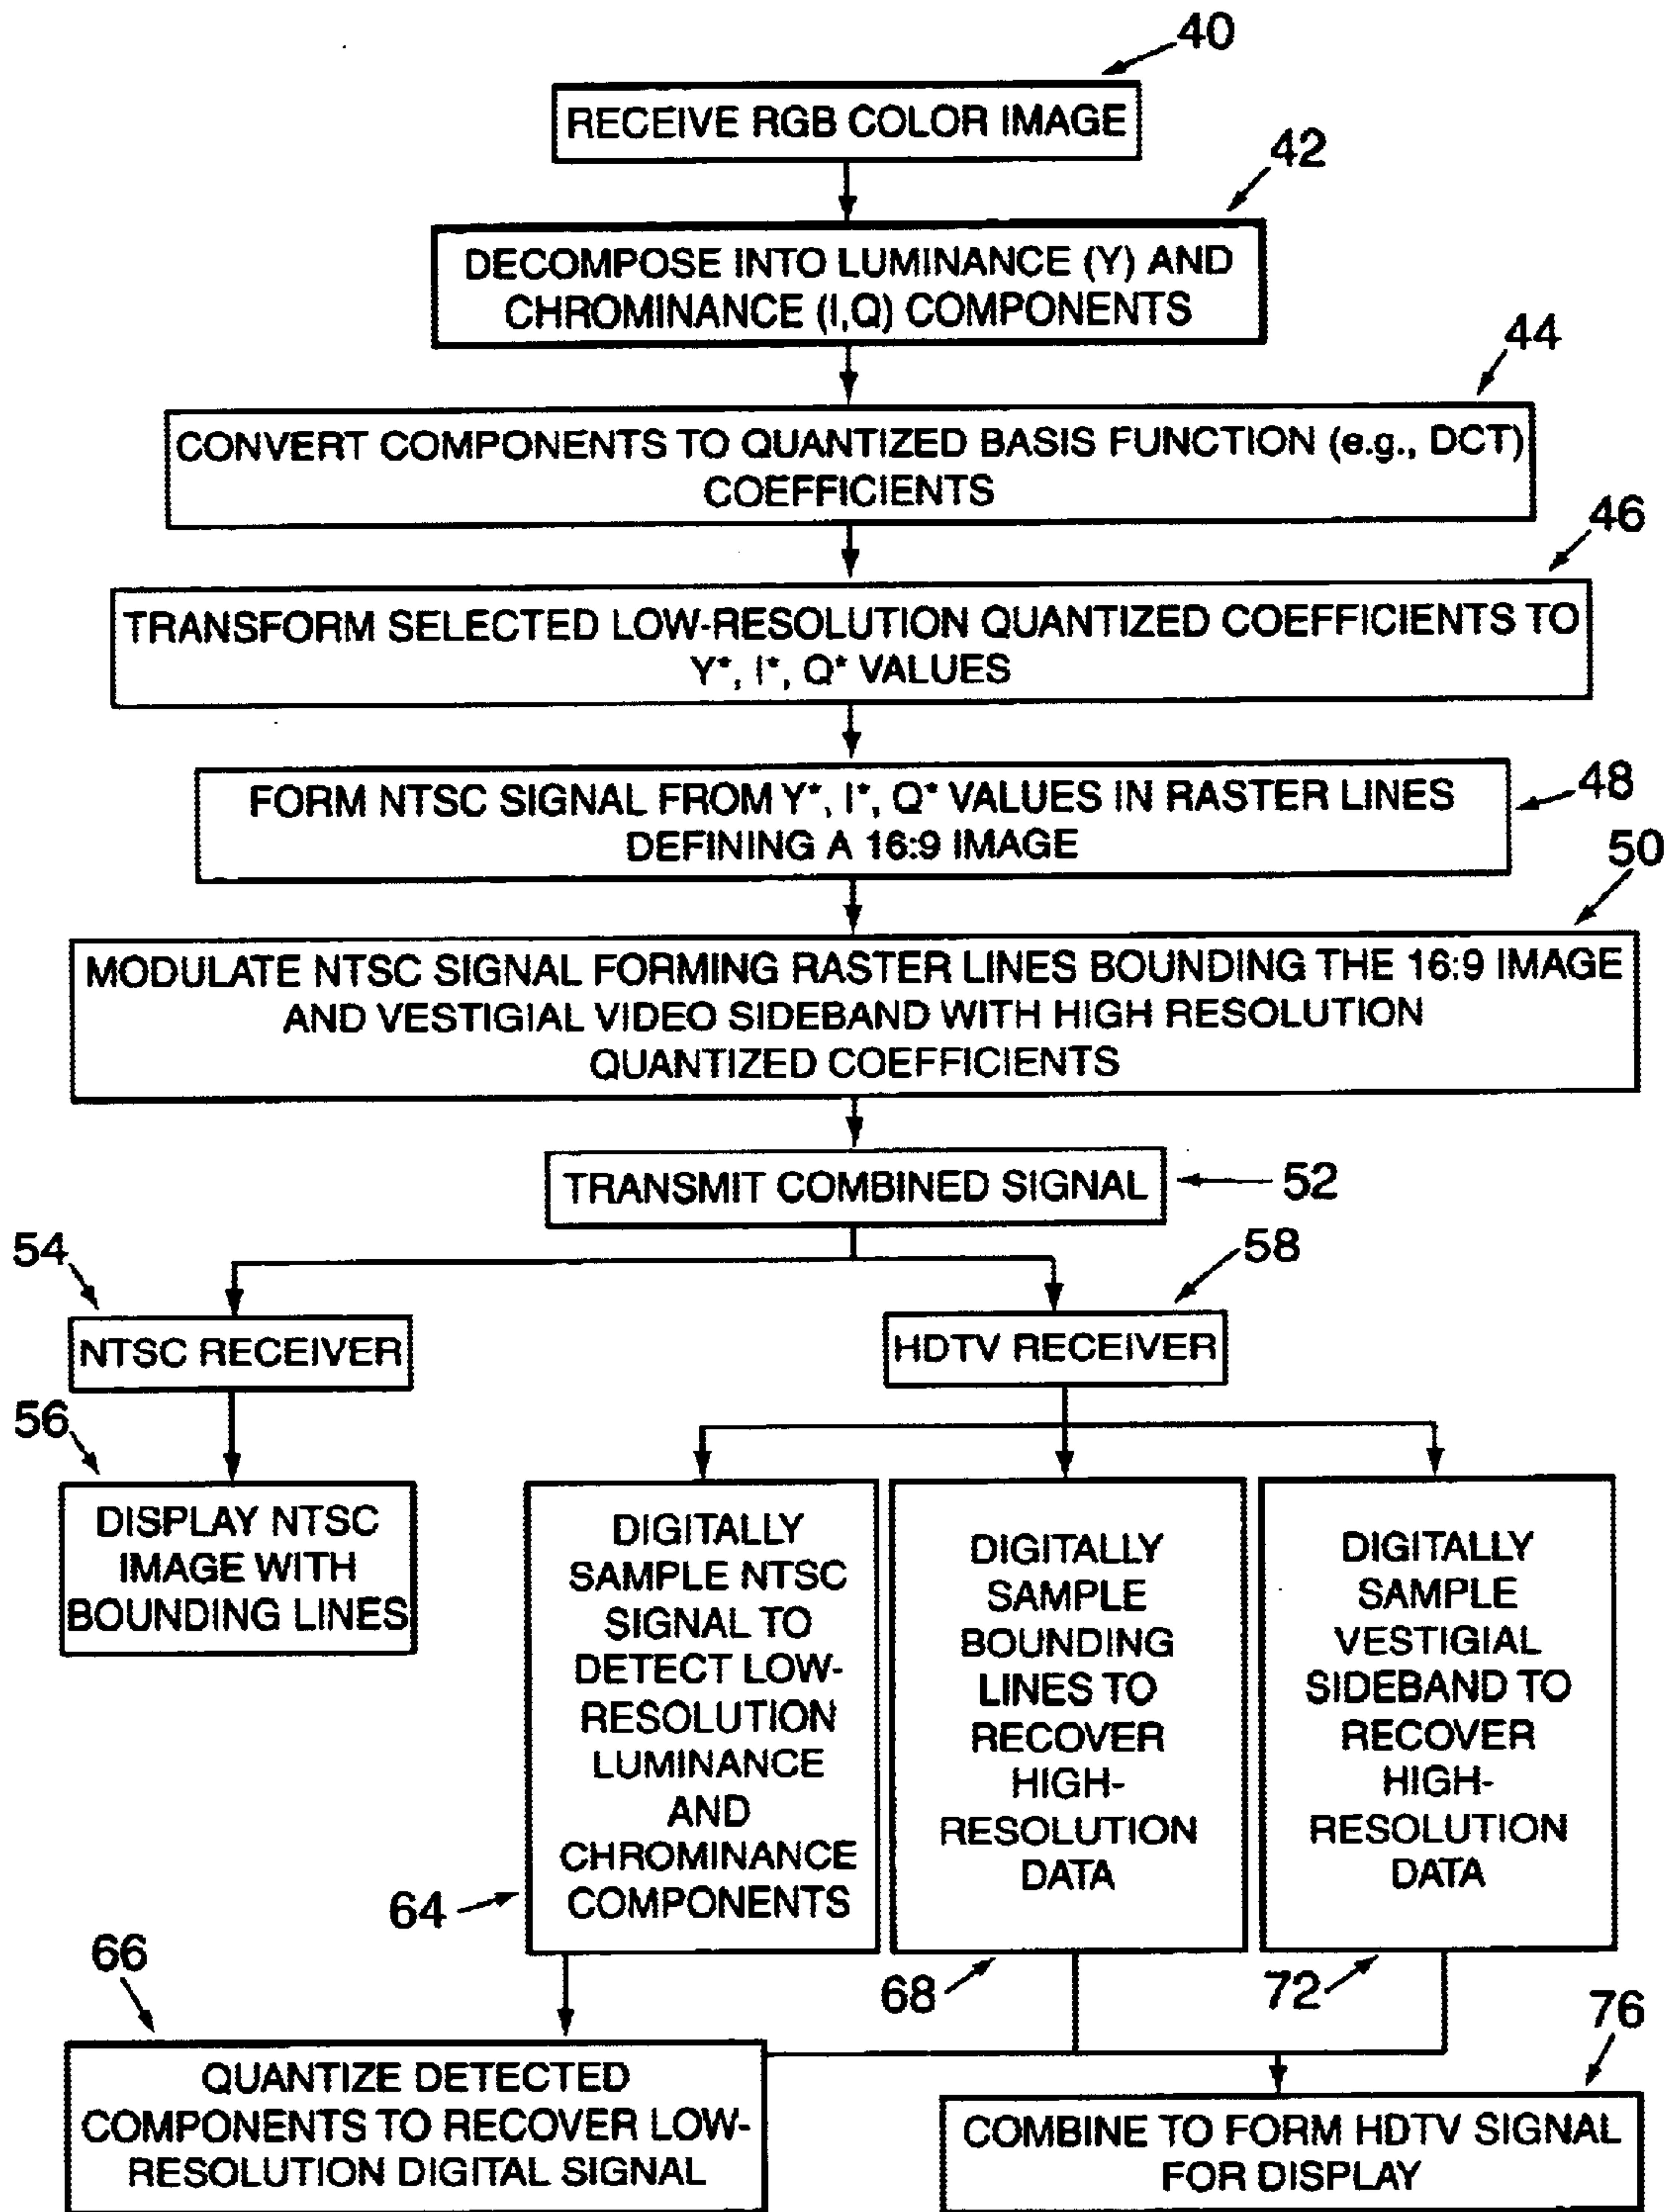 40
RECEIVE RGB COLOR IMAGE
42
DECOMPOSE INTO LUMINANCE (Y) AND
CHROMINANCE (I,Q) COMPONENTS
44
CONVERT COMPONENTS TO QUANTIZED BASIS FUNCTION (e.g., DCT)
COEFFICIENTS
46
TRANSFORM SELECTED LOW-RESOLUTION QUANTIZED COEFFICIENTS TO
Y*, I*, Q* VALUES
48
FORM NTSC SIGNAL FROM Y*, I*, Q* VALUES IN RASTER LINES
DEFINING A 16:9 IMAGE
50
MODULATE NTSC SIGNAL FORMING RASTER LINES BOUNDING THE 16:9 IMAGE
AND VESTIGIAL VIDEO SIDEBAND WITH HIGH RESOLUTION
QUANTIZED COEFFICIENTS
TRANSMIT COMBINED SIGNAL
52
54
NTSC RECEIVER
58
HDTV RECEIVER
56
DISPLAY NTSC
IMAGE WITH
BOUNDING LINES
DIGITALLY
SAMPLE NTSC
SIGNAL TO
DETECT LOW-
RESOLUTION
LUMINANCE
AND
CHROMINANCE
COMPONENTS
64
DIGITALLY
SAMPLE
BOUNDING
LINES TO
RECOVER
HIGH-
RESOLUTION
DATA
68
DIGITALLY
SAMPLE
VESTIGIAL
SIDEBAND TO
RECOVER
HIGH-
RESOLUTION
DATA
72
66
QUANTIZE DETECTED
COMPONENTS TO RECOVER LOW-
RESOLUTION DIGITAL SIGNAL
76
COMBINE TO FORM HDTV SIGNAL
FOR DISPLAY